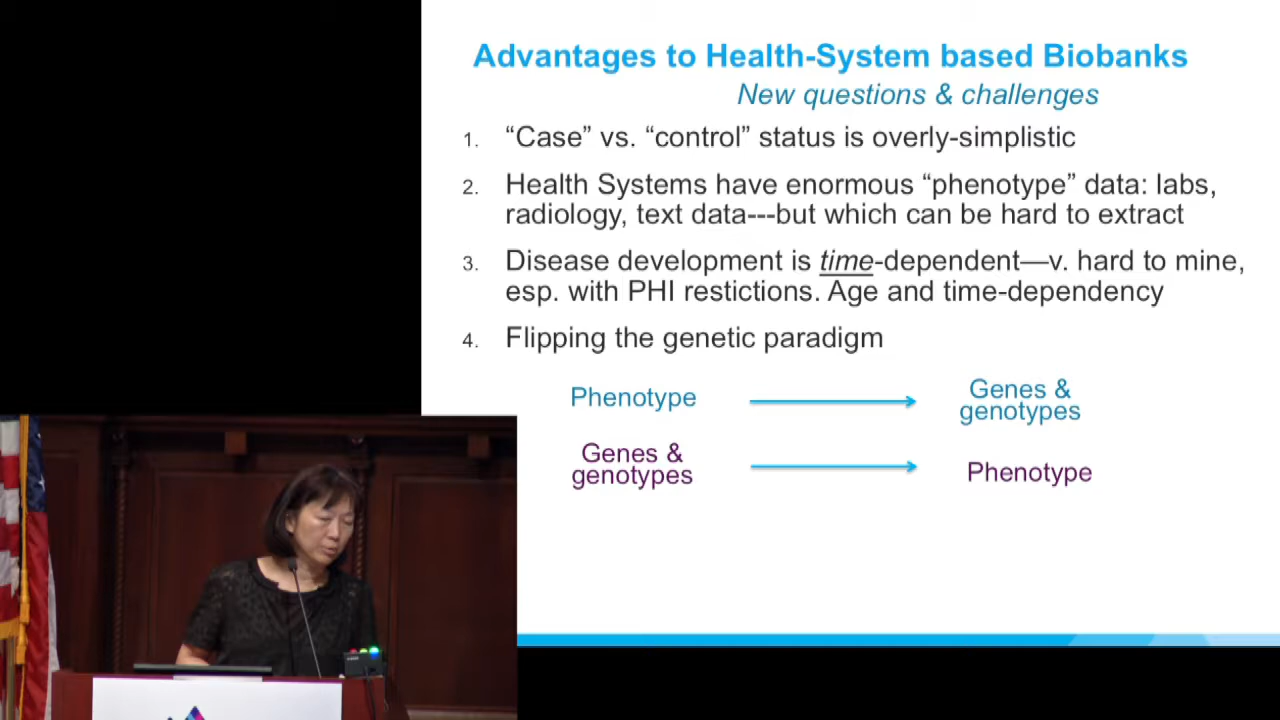 Advantages to Health-System based Biobanks
New questions & challenges
1. “Case” vs. “control” status is overly-simplistic
2. Health Systems have enormous “phenotype” data: labs,
radiology, text data---but which can be hard to extract
3. Disease development is time-dependent—v. hard to mine,
esp. with PHI restictions. Age and time-dependency
4. Flipping the genetic paradigm
Phenotype
Genes &
genotypes
Genes &
genotypes
Phenotype